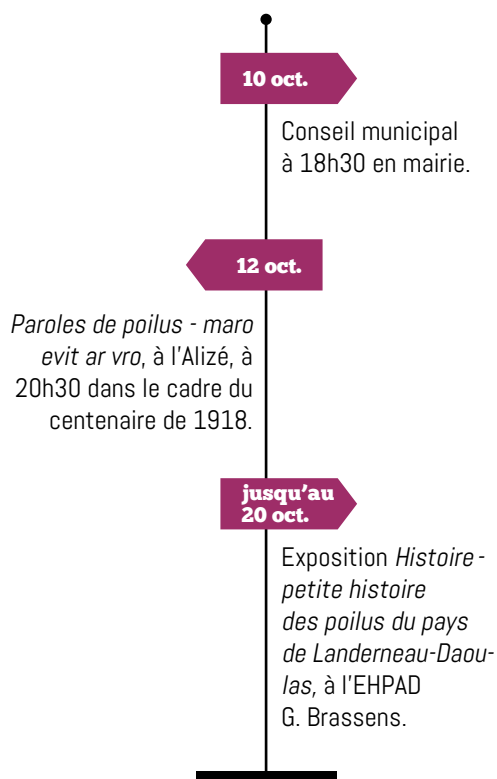 10 oct.
Conseil municipal
à 18h30 en mairie.
12 oct.
Paroles de poilus - maro
evit ar vro, à l'Alizé, à
20h30 dans le cadre du
centenaire de 1918.
jusqu'au
20 oct.
Exposition Histoire -
petite histoire
des poilus du pays
de Landerneau-Daou-
las, à l'EHPAD
G. Brassens.